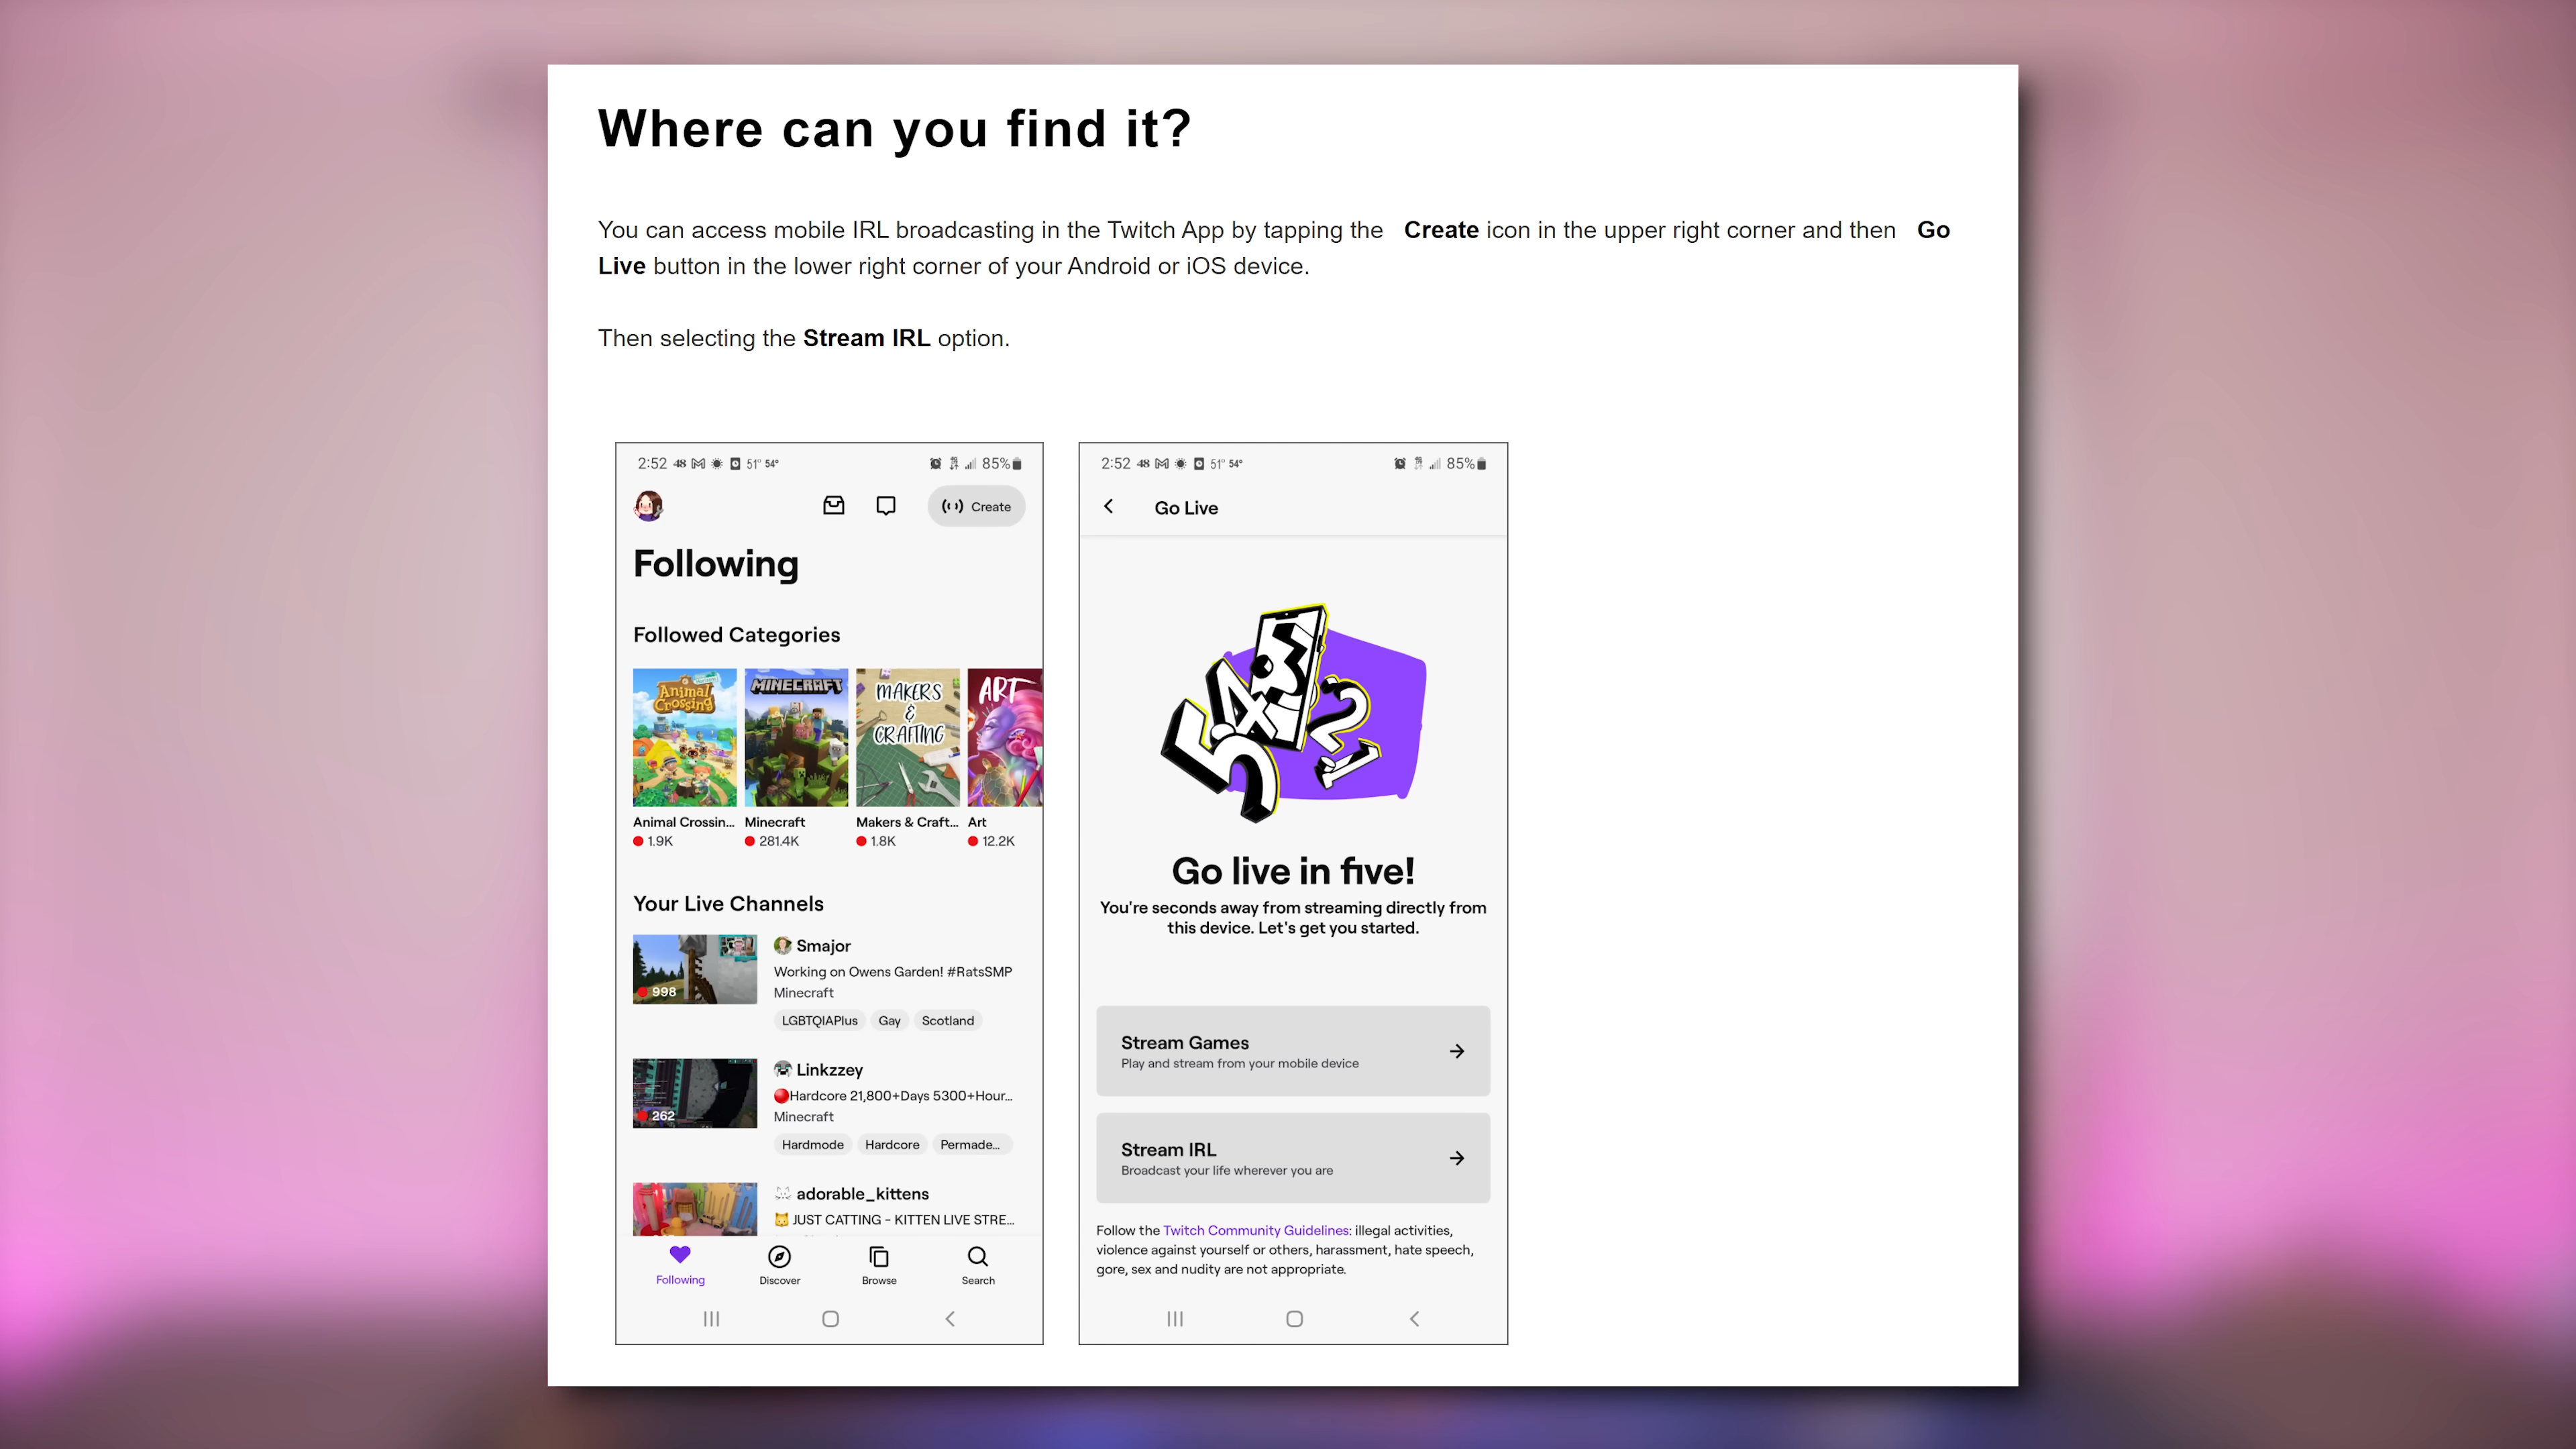 Where can you find it?
You can access mobile IRL broadcasting in the Twitch App by tapping the Create icon in the upper right corner and then Go
Live button in the lower right corner of your Android or iOS device.
Then selecting the Stream IRL option.
2:52 48 51° 54° 85%
Create
Following
Followed Categories
Animal Crossing
MINECRAFT
MAKERS & CRAFTING
ART
Animal Crossin... Minecraft Makers & Craft... Art
1.9K 281.4K 1.8K 12.2K
Your Live Channels
Smajor
Working on Owens Garden! #RatsSMP
998
Minecraft
LGBTQIAPlus Gay Scotland
Linkzzey
Hardcore 21,800+Days 5300+Hour...
262
Minecraft
Hardmode Hardcore Permade...
adorable_kittens
JUST CATTING - KITTEN LIVE STRE...
Following Discover Browse Search
2:52 48 51° 54° 85%
Go Live
5 4 3 2 1
Go live in five!
You're seconds away from streaming directly from
this device. Let's get you started.
Stream Games
Play and stream from your mobile device
Stream IRL
Broadcast your life wherever you are
Follow the Twitch Community Guidelines: illegal activities,
violence against yourself or others, harassment, hate speech,
gore, sex and nudity are not appropriate.